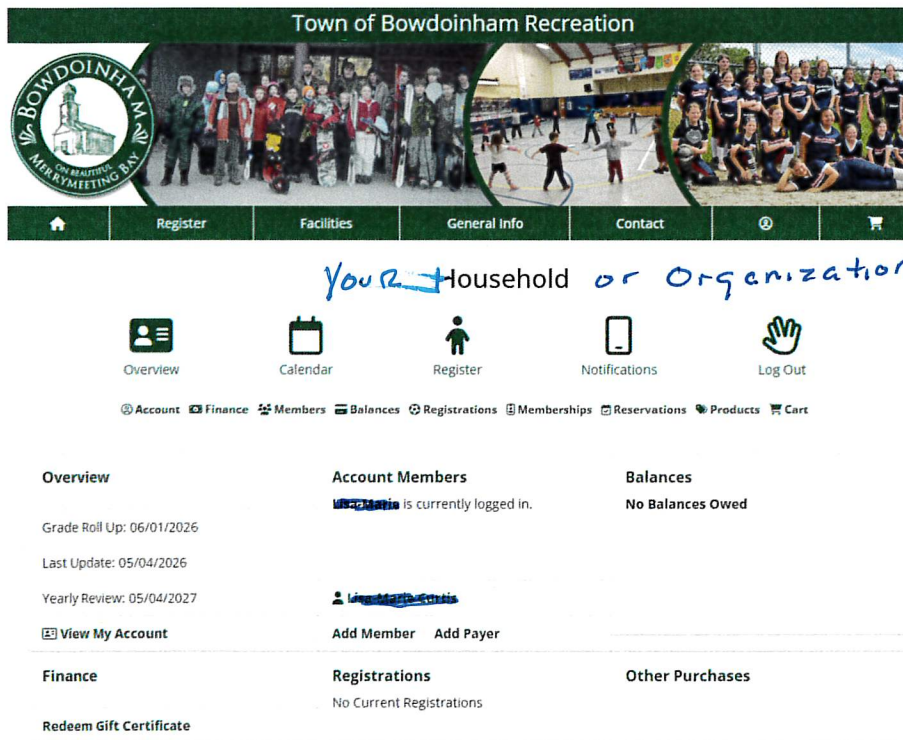 Town of Bowdoinham Recreation
BOWDOINHAM
ON BEAUTIFUL
MERRYMEETING BAY
Register Facilities General Info Contact
Your Household or Organization
Overview Calendar Register Notifications Log Out
Account Finance Members Balances Registrations Memberships Reservations Products Cart
Overview
Grade Roll Up: 06/01/2026
Last Update: 05/04/2026
Yearly Review: 05/04/2027
View My Account
Account Members
is currently logged in.
Add Member Add Payer
Balances
No Balances Owed
Finance
Redeem Gift Certificate
Registrations
No Current Registrations
Other Purchases